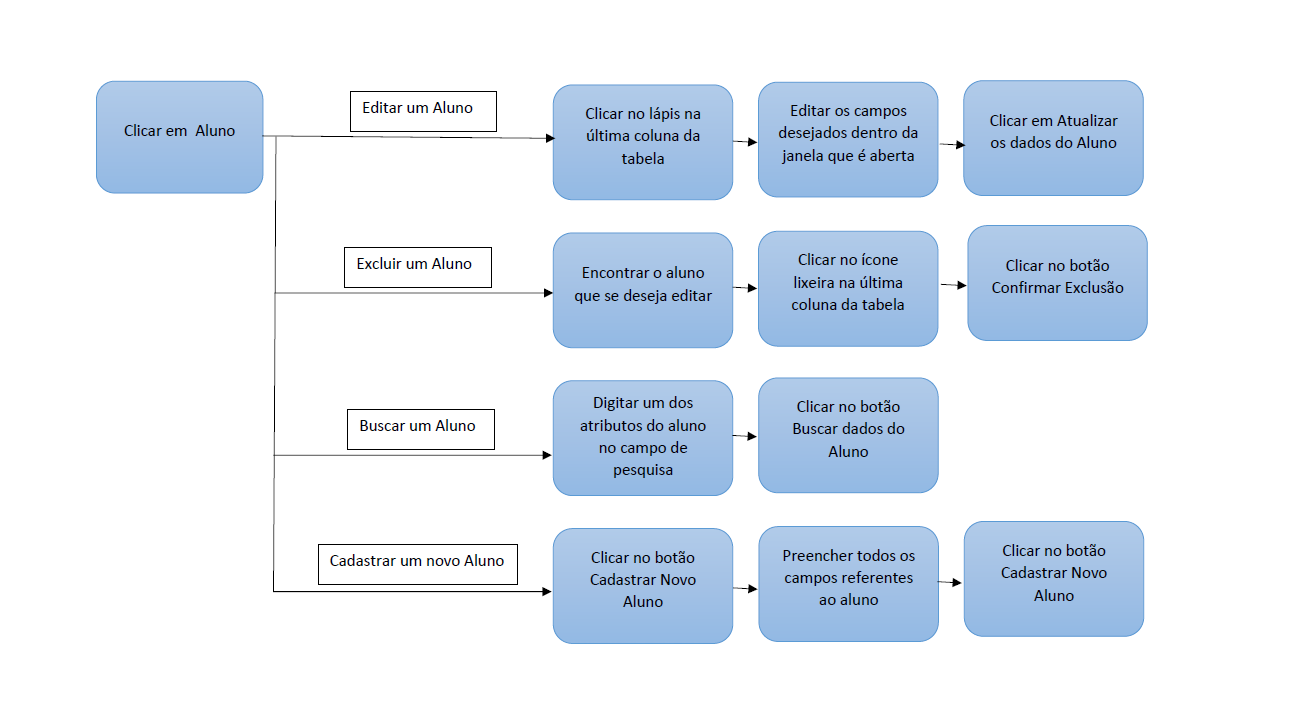 Clicar em  Aluno
Editar um Aluno
Clicar no lápis na
última coluna da
tabela
Editar os campos
desejados dentro da
janela que é aberta
Clicar em Atualizar
os dados do Aluno
Excluir um Aluno
Encontrar o aluno
que se deseja editar
Clicar no ícone
lixeira na última
coluna da tabela
Clicar no botão
Confirmar Exclusão
Buscar um Aluno
Digitar um dos
atributos do aluno
no campo de
pesquisa
Clicar no botão
Buscar dados do
Aluno
Cadastrar um novo Aluno
Clicar no botão
Cadastrar Novo
Aluno
Preencher todos os
campos referentes
ao aluno
Clicar no botão
Cadastrar Novo
Aluno